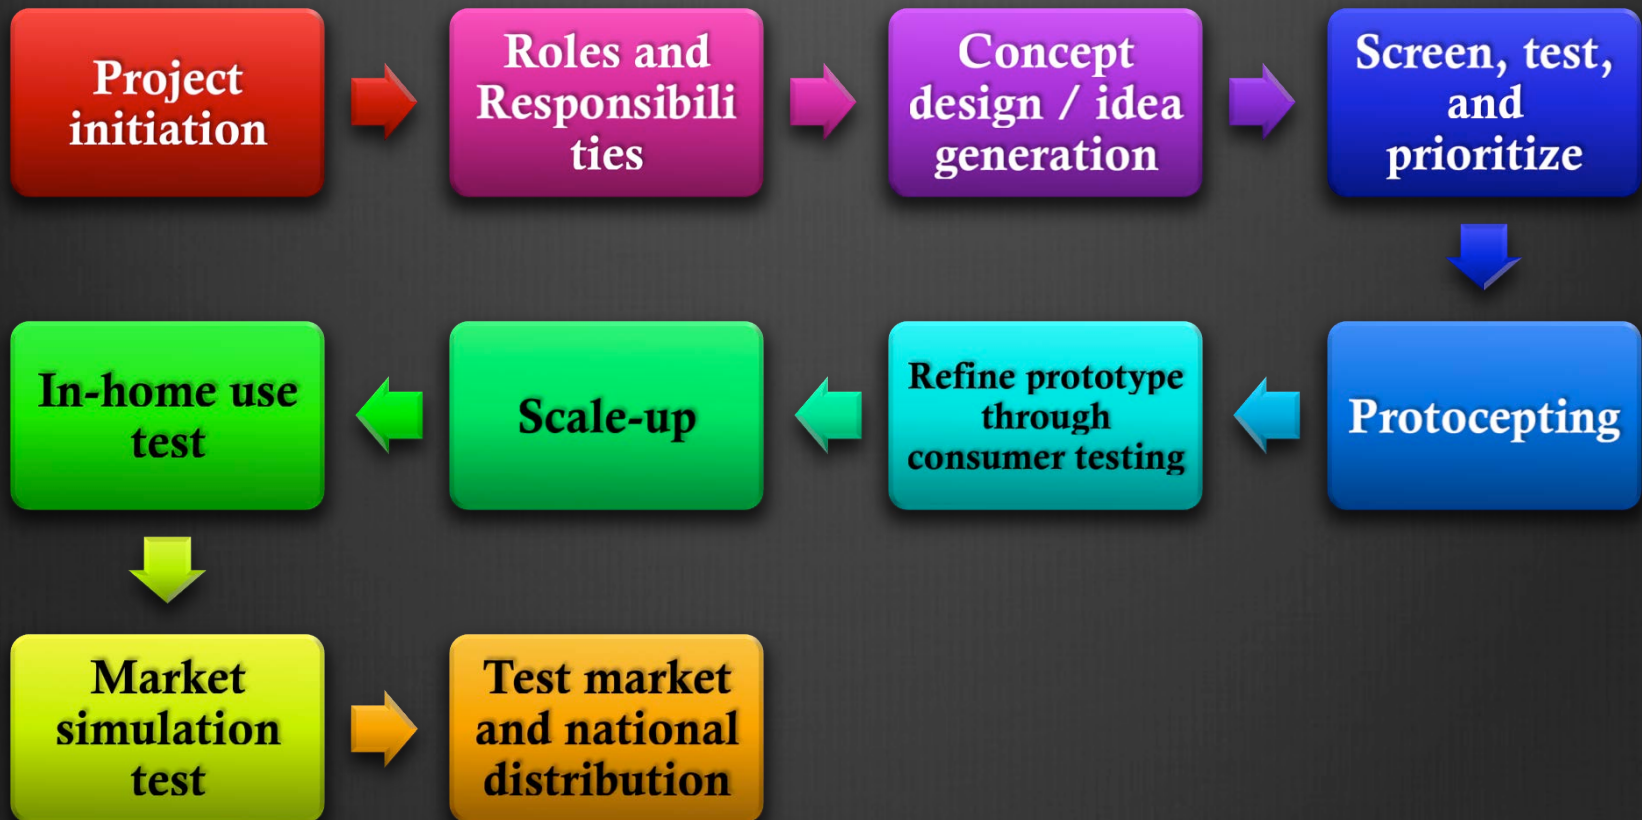 Project
initiation
Roles and
Responsibili
ties
Concept
design / idea
generation
Screen, test,
and
prioritize
Protocepting
Refine prototype
through
consumer testing
Scale-up
In-home use
test
Market
simulation
test
Test market
and national
distribution